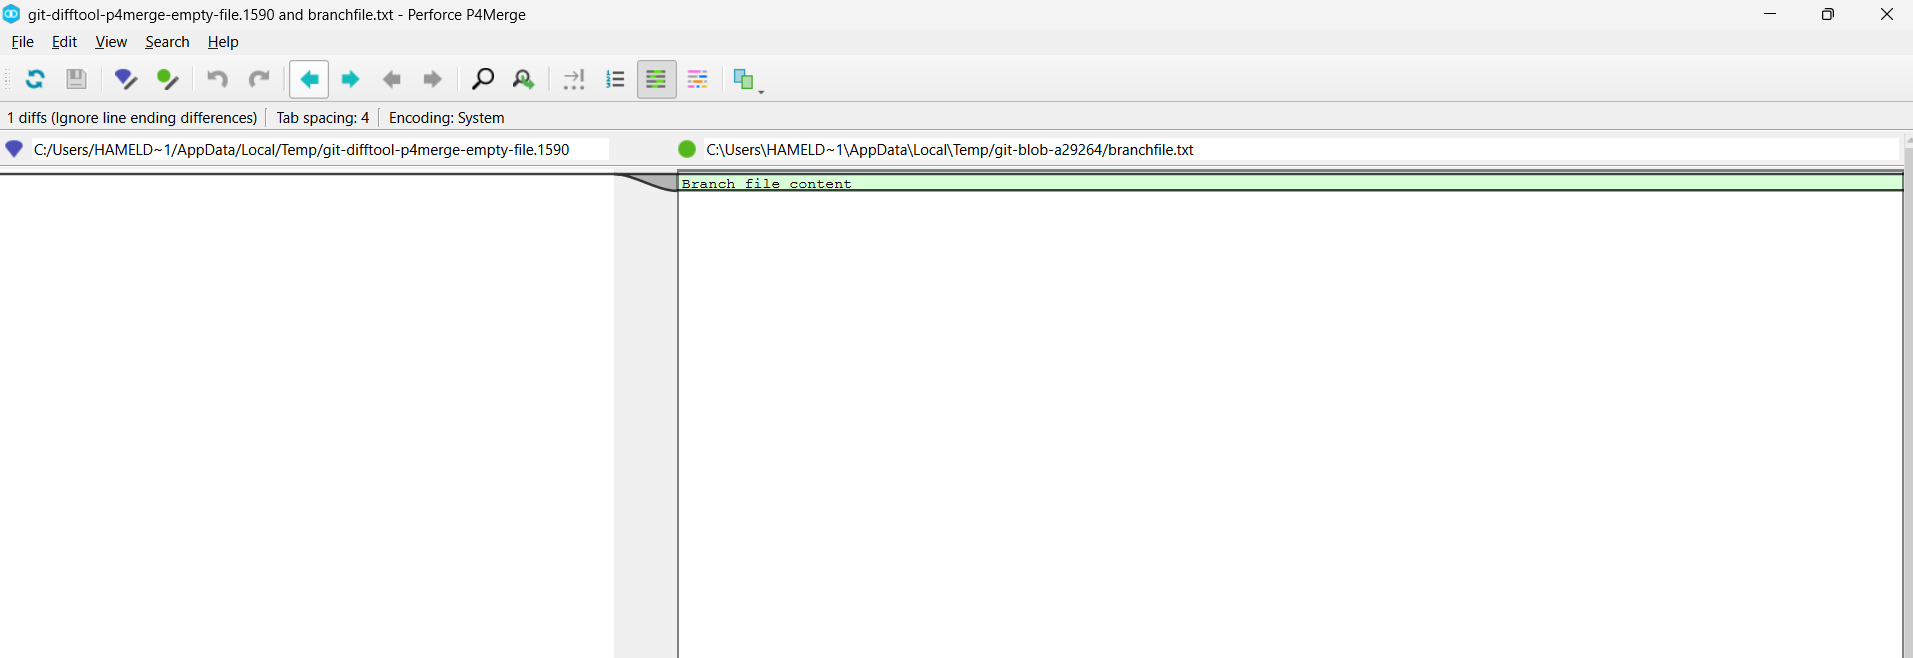 git-difftool-p4merge-empty-file.1590 and branchfile.txt - Perforce P4Merge
File Edit View Search Help
1 diffs (Ignore line ending differences) Tab spacing: 4 Encoding: System
C:/Users/HAMELD~1/AppData/Local/Temp/git-difftool-p4merge-empty-file.1590 C:\Users\HAMELD~1\AppData\Local\Temp/git-blob-a29264/branchfile.txt
Branch file content